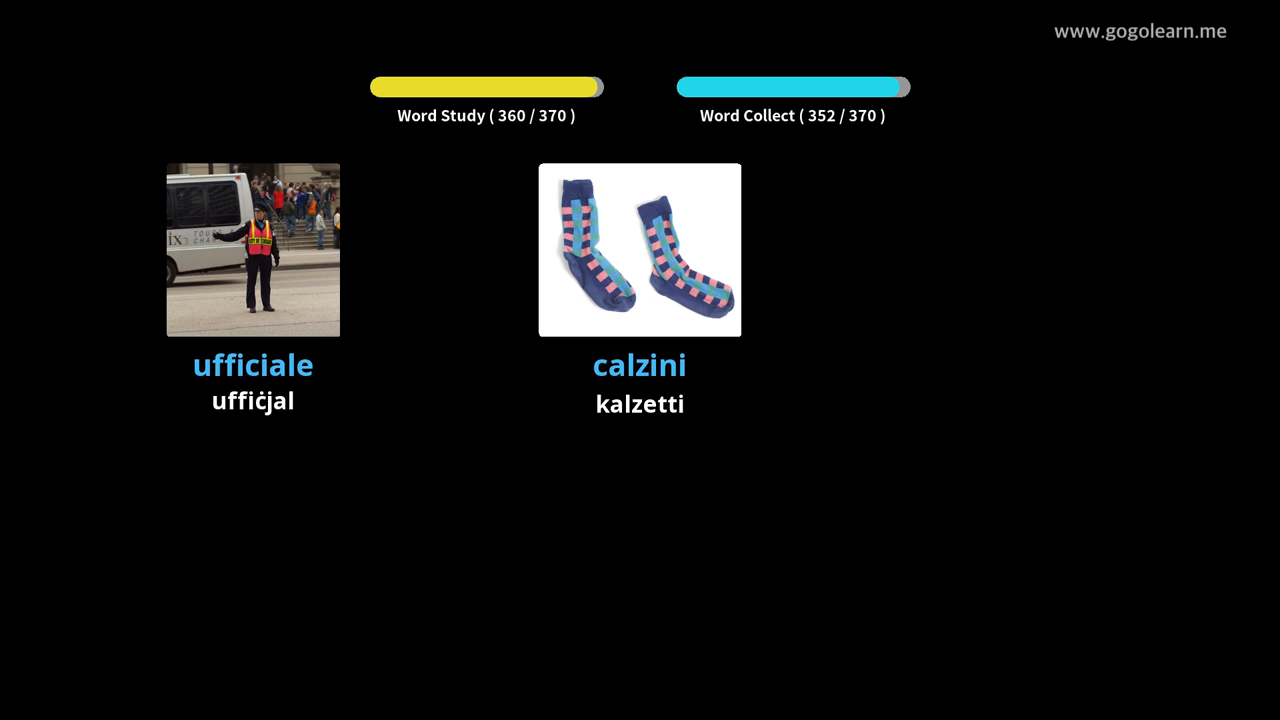 www.gogolearn.me
Word Study ( 360 / 370 )
Word Collect ( 352 / 370 )
ufficiale
uffiċjal
calzini
kalzetti